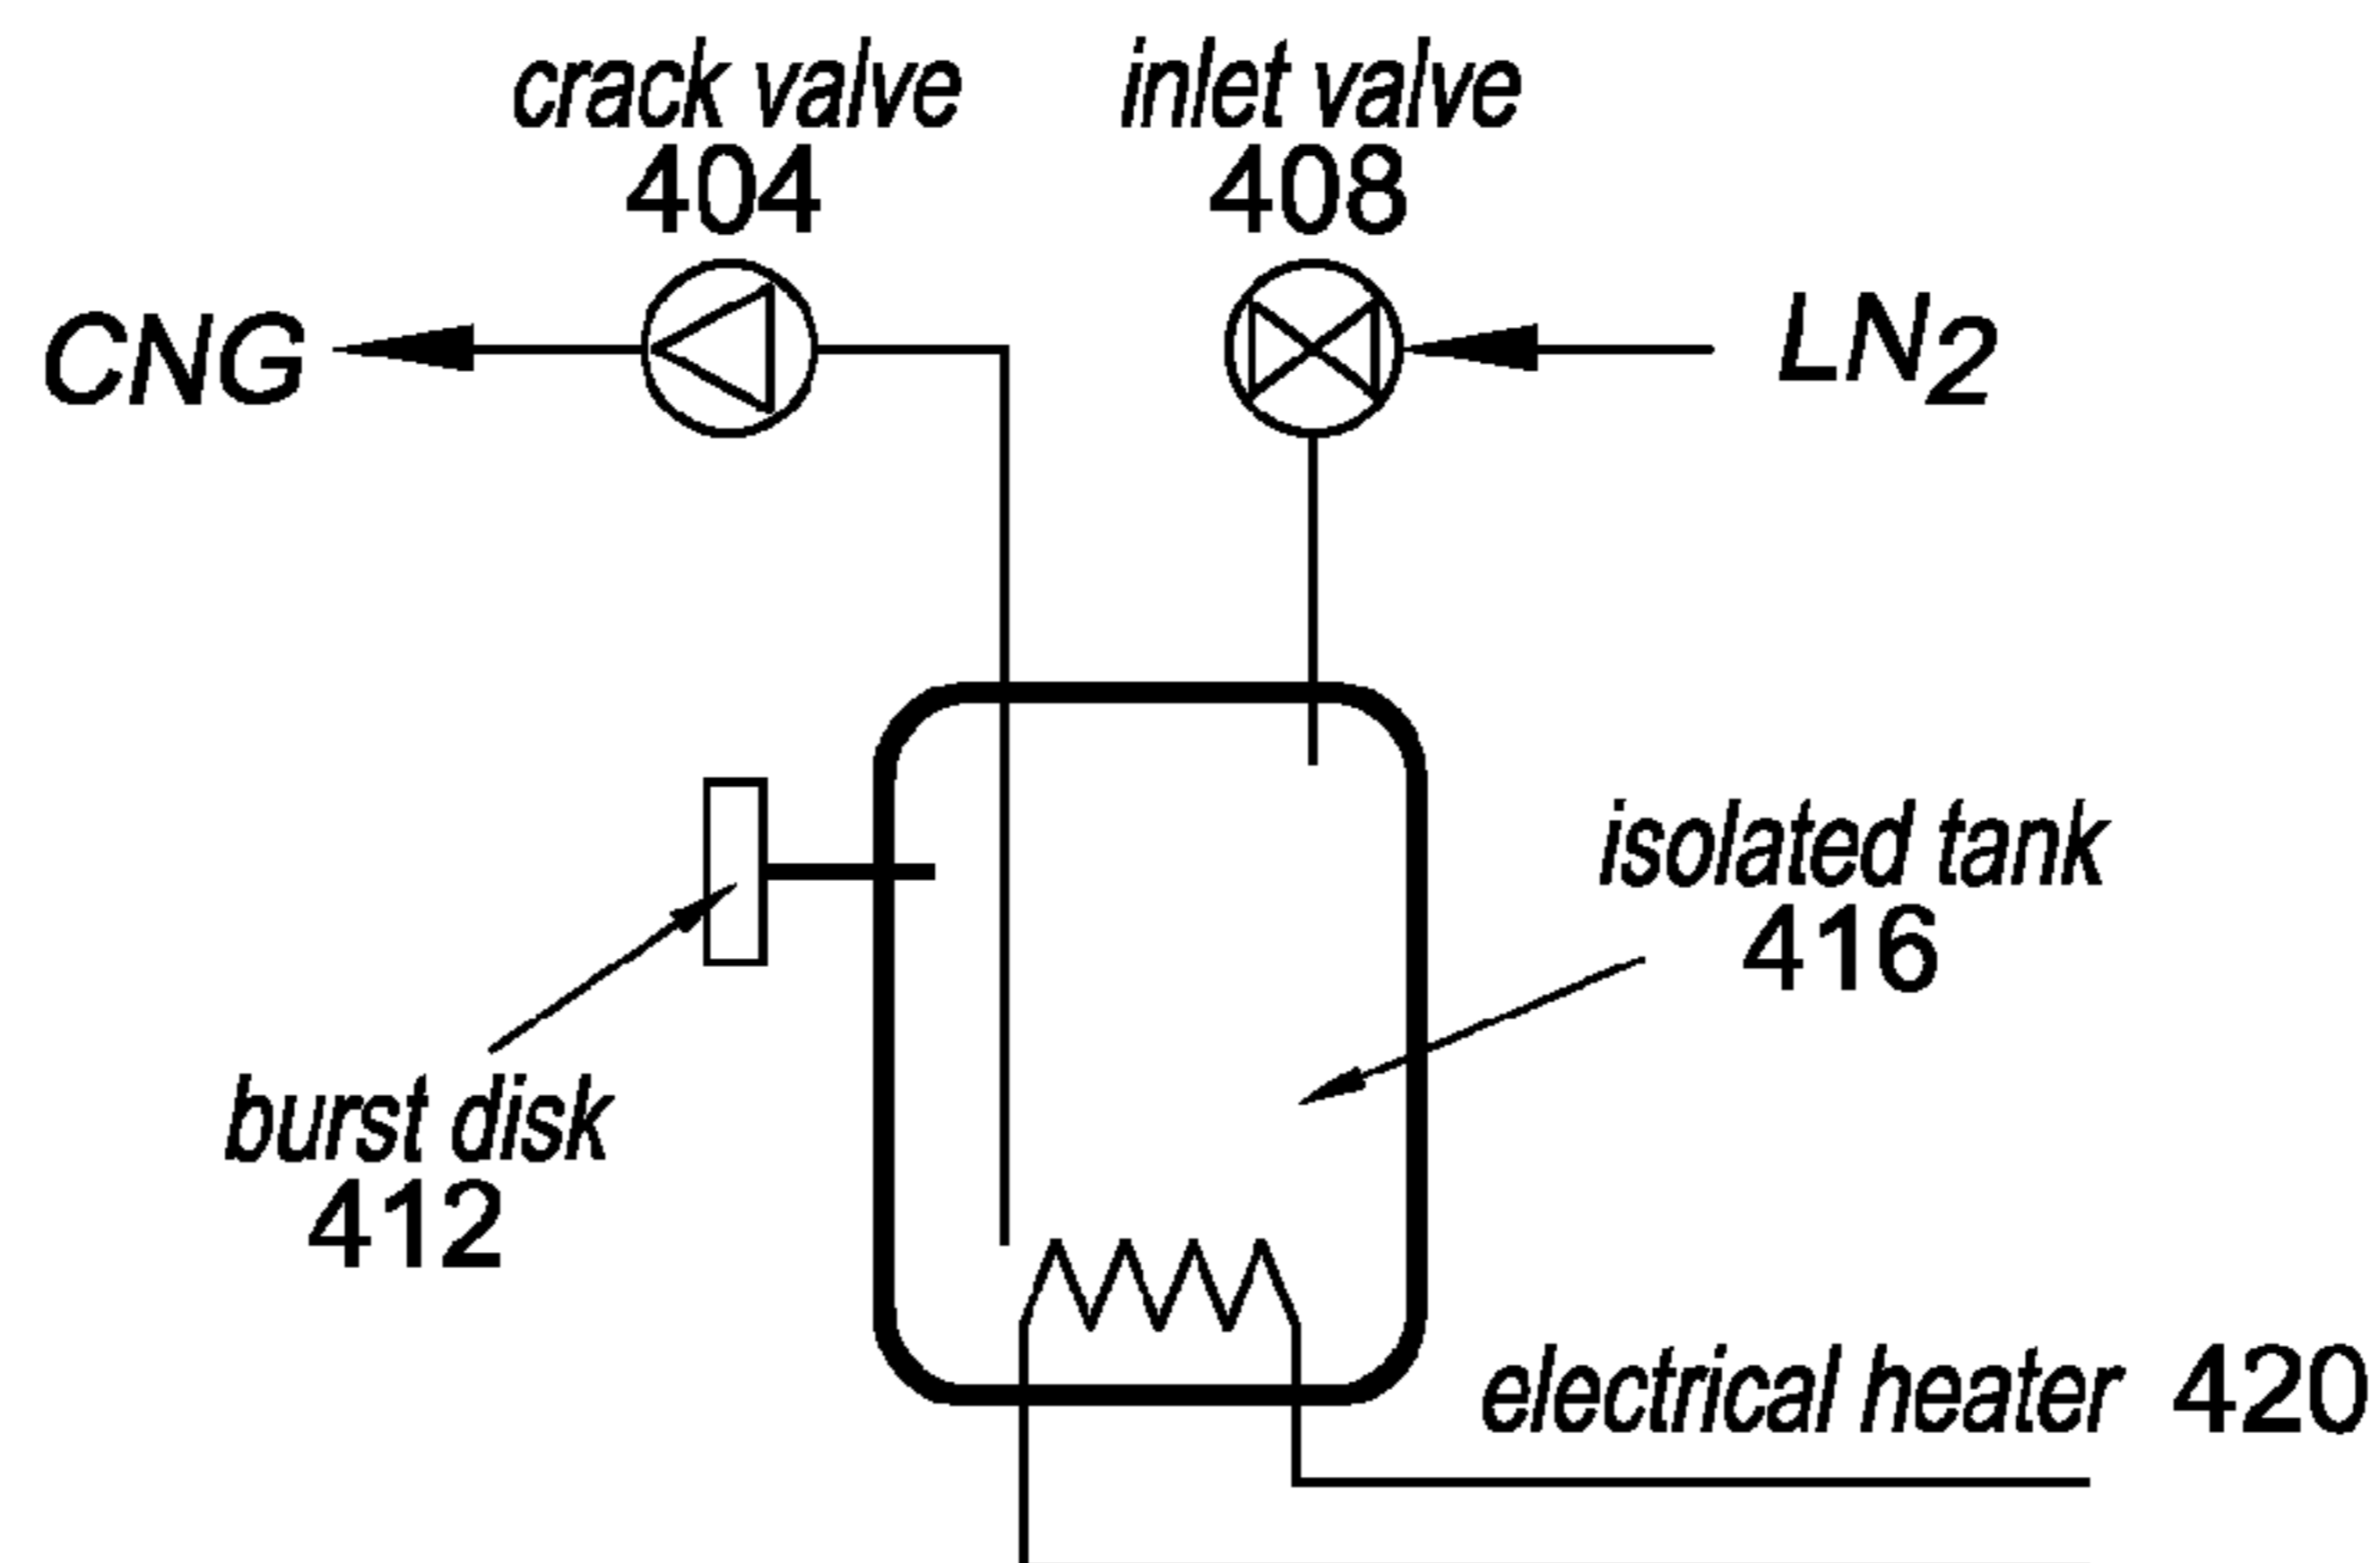 crack valve
404
inlet valve
408
CNG
LN2
isolated tank
416
burst disk
412
electrical heater 420